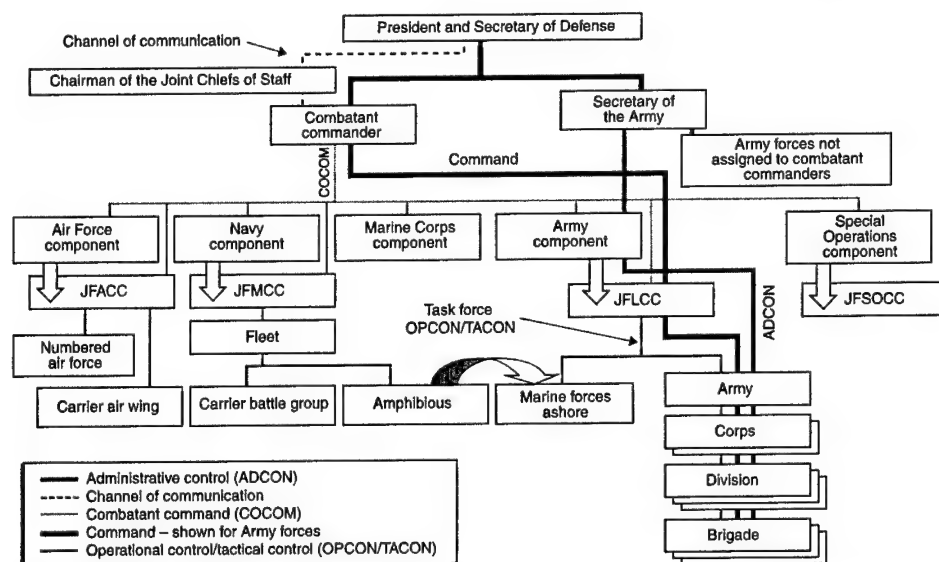 President and Secretary of Defense
Channel of communication
Chairman of the Joint Chiefs of Staff
Combatant
commander
Secretary
of the Army
Command
Army forces not
assigned to combatant
commanders
COCOM
Air Force
component
Navy
component
Marine Corps
component
Army
component
Special
Operations
component
JFACC
JFMCC
JFLCC
JFSOCC
Task force
OPCON/TACON
ADCON
Numbered
air force
Fleet
Carrier air wing
Carrier battle group
Amphibious
Marine forces
ashore
Army
Corps
Division
Brigade
Administrative control (ADCON)
Channel of communication
Combatant command (COCOM)
Command – shown for Army forces
Operational control/tactical control (OPCON/TACON)